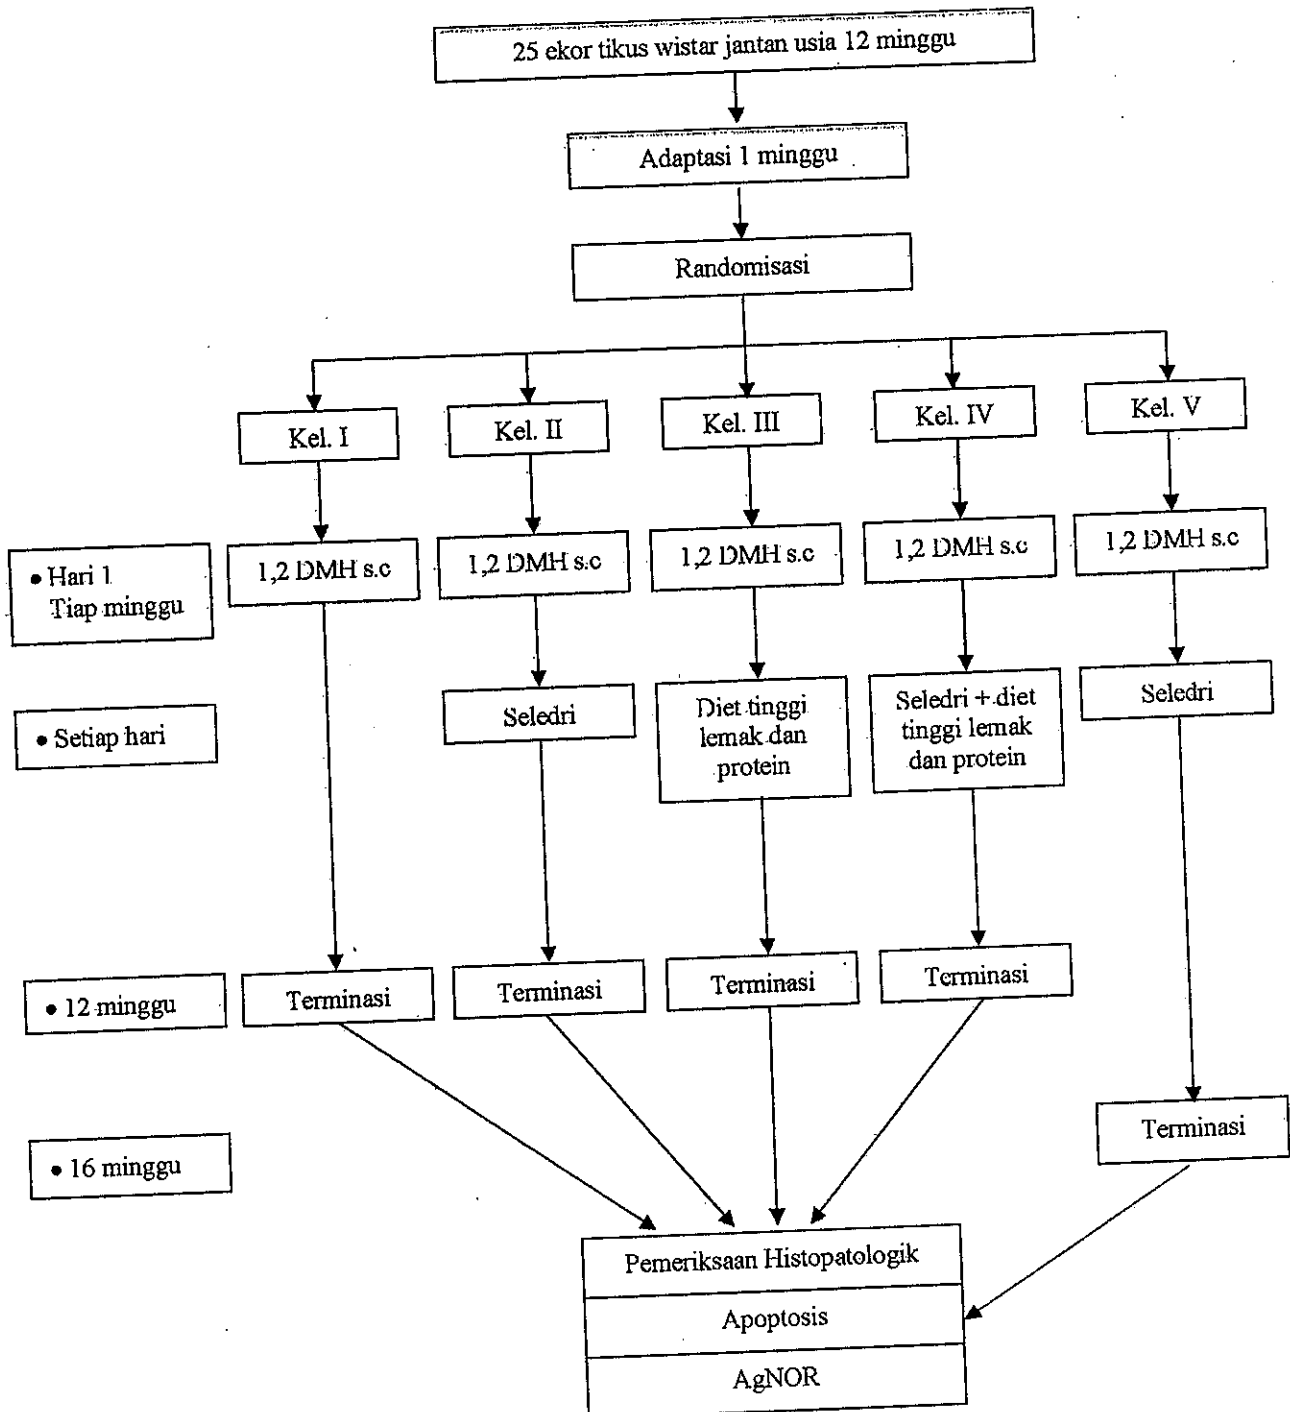 25 ekor tikus wistar jantan usia 12 minggu
Adaptasi 1 minggu
Randomisasi
Kel. I
Kel. II
Kel. III
Kel. IV
Kel. V
• Hari 1
Tiap minggu
1,2 DMH s.c
1,2 DMH s.c
1,2 DMH s.c
1,2 DMH s.c
1,2 DMH s.c
• Setiap hari
Seledri
Diet tinggi
lemak dan
protein
Seledri + diet
tinggi lemak
dan protein
Seledri
• 12 minggu
Terminasi
Terminasi
Terminasi
Terminasi
• 16 minggu
Terminasi
Pemeriksaan Histopatologik
Apoptosis
AgNOR